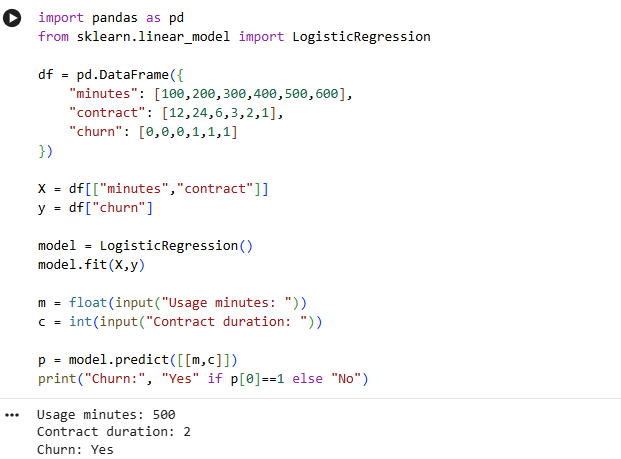 import pandas as pd
from sklearn.linear_model import LogisticRegression
df = pd.DataFrame({
    "minutes": [100,200,300,400,500,600],
    "contract": [12,24,6,3,2,1],
    "churn": [0,0,0,1,1,1]
})
X = df[["minutes","contract"]]
y = df["churn"]
model = LogisticRegression()
model.fit(X,y)
m = float(input("Usage minutes: "))
c = int(input("Contract duration: "))
p = model.predict([[m,c]])
print("Churn:", "Yes" if p[0]==1 else "No")
Usage minutes: 500
Contract duration: 2
Churn: Yes